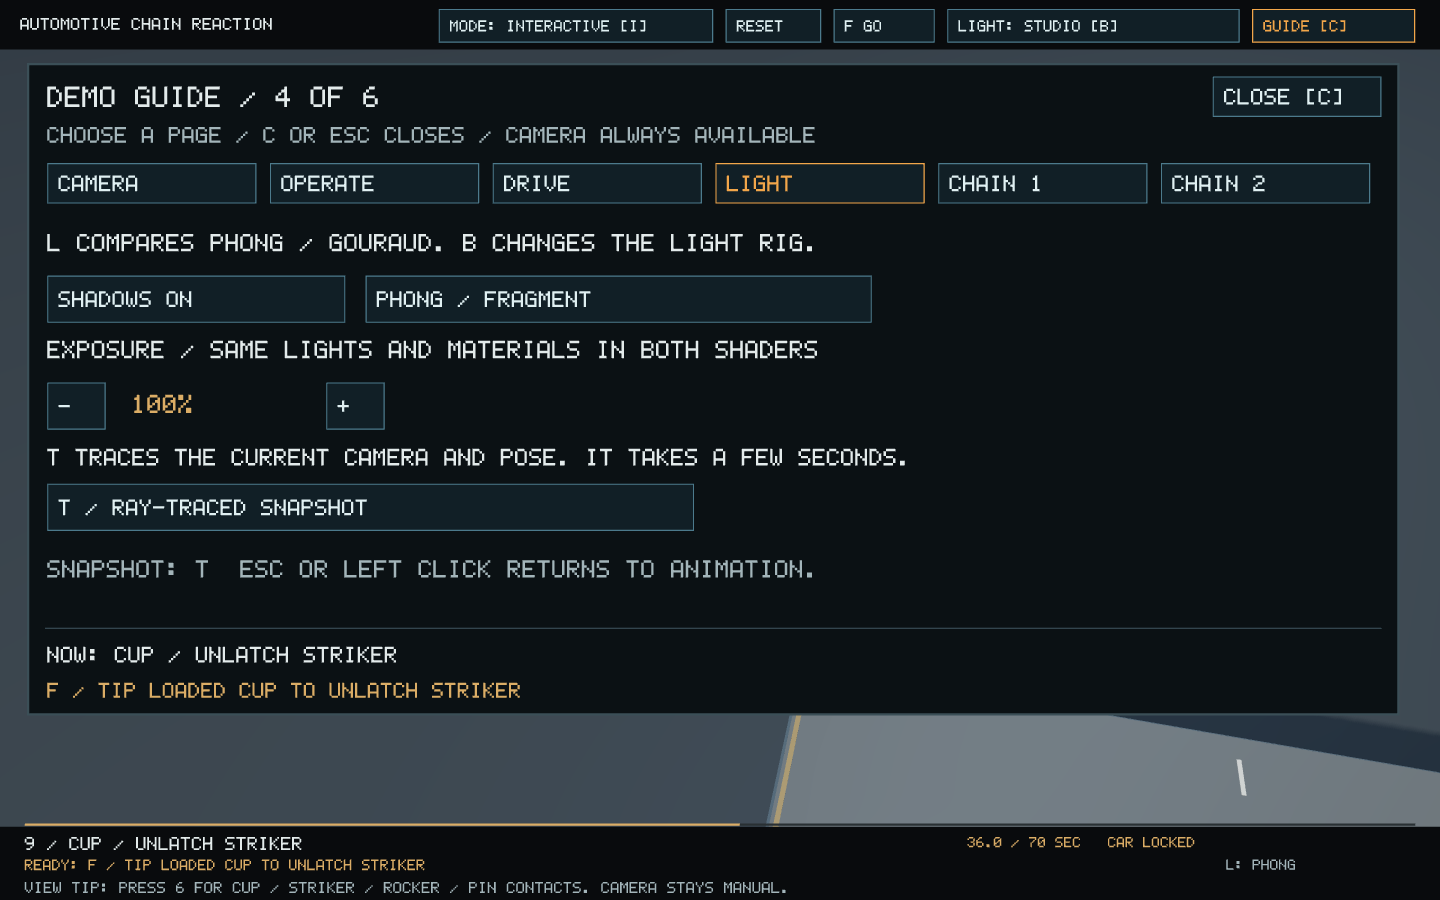 AUTOMOTIVE CHAIN REACTION
MODE: INTERACTIVE [I]
RESET
F GO
LIGHT: STUDIO [B]
GUIDE [C]
DEMO GUIDE / 4 OF 6
CLOSE [C]
CHOOSE A PAGE / C OR ESC CLOSES / CAMERA ALWAYS AVAILABLE
CAMERA
OPERATE
DRIVE
LIGHT
CHAIN 1
CHAIN 2
L COMPARES PHONG / GOURAUD. B CHANGES THE LIGHT RIG.
SHADOWS ON
PHONG / FRAGMENT
EXPOSURE / SAME LIGHTS AND MATERIALS IN BOTH SHADERS
-
100%
+
T TRACES THE CURRENT CAMERA AND POSE. IT TAKES A FEW SECONDS.
T / RAY-TRACED SNAPSHOT
SNAPSHOT: T  ESC OR LEFT CLICK RETURNS TO ANIMATION.
NOW: CUP / UNLATCH STRIKER
F / TIP LOADED CUP TO UNLATCH STRIKER
9 / CUP / UNLATCH STRIKER
36.0 / 70 SEC
CAR LOCKED
READY: F / TIP LOADED CUP TO UNLATCH STRIKER
L: PHONG
VIEW TIP: PRESS 6 FOR CUP / STRIKER / ROCKER / PIN CONTACTS. CAMERA STAYS MANUAL.